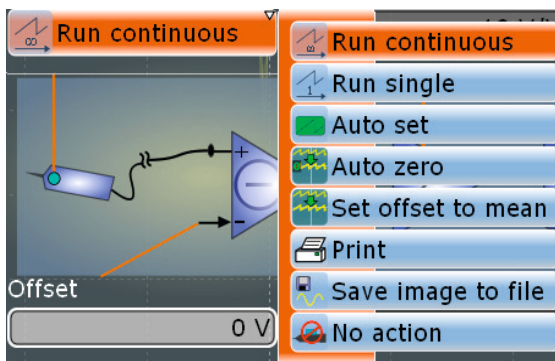 Run continuous
Offset
0 V
Run continuous
Run single
Auto set
Auto zero
Set offset to mean
Print
Save image to file
No action